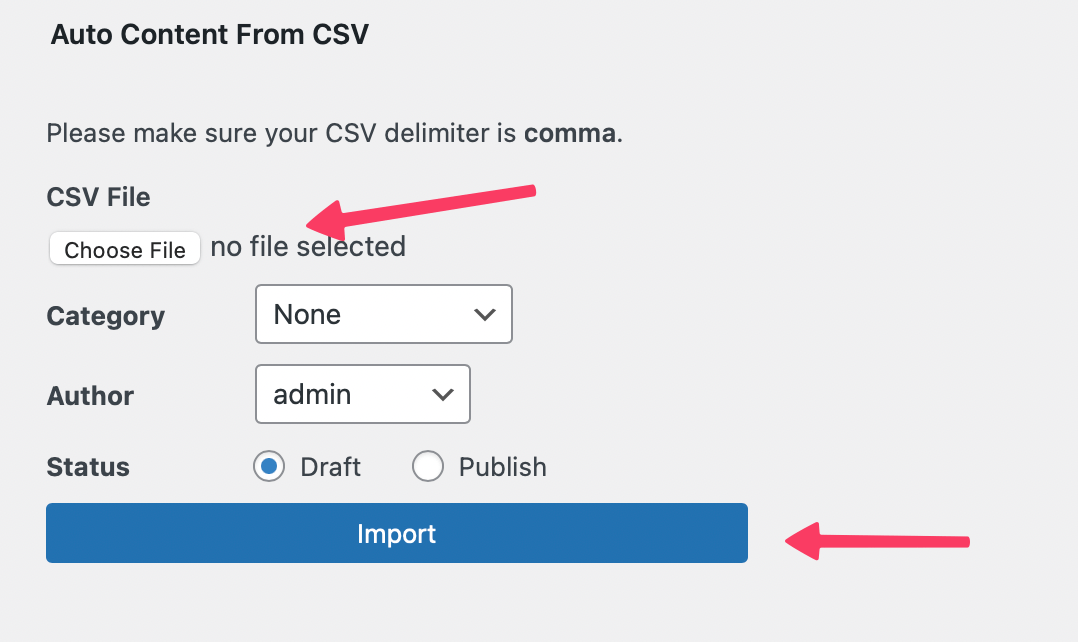 Auto Content From CSV
Please make sure your CSV delimiter is comma.
CSV File
Choose File no file selected
Category None
Author admin
Status Draft Publish
Import